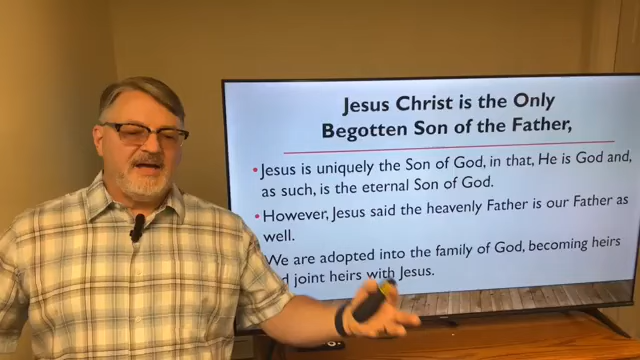 Jesus Christ is the Only
Begotten Son of the Father,
• Jesus is uniquely the Son of God, in that, He is God and,
as such, is the eternal Son of God.
• However, Jesus said the heavenly Father is our Father as
well.
We are adopted into the family of God, becoming heirs
joint heirs with Jesus.